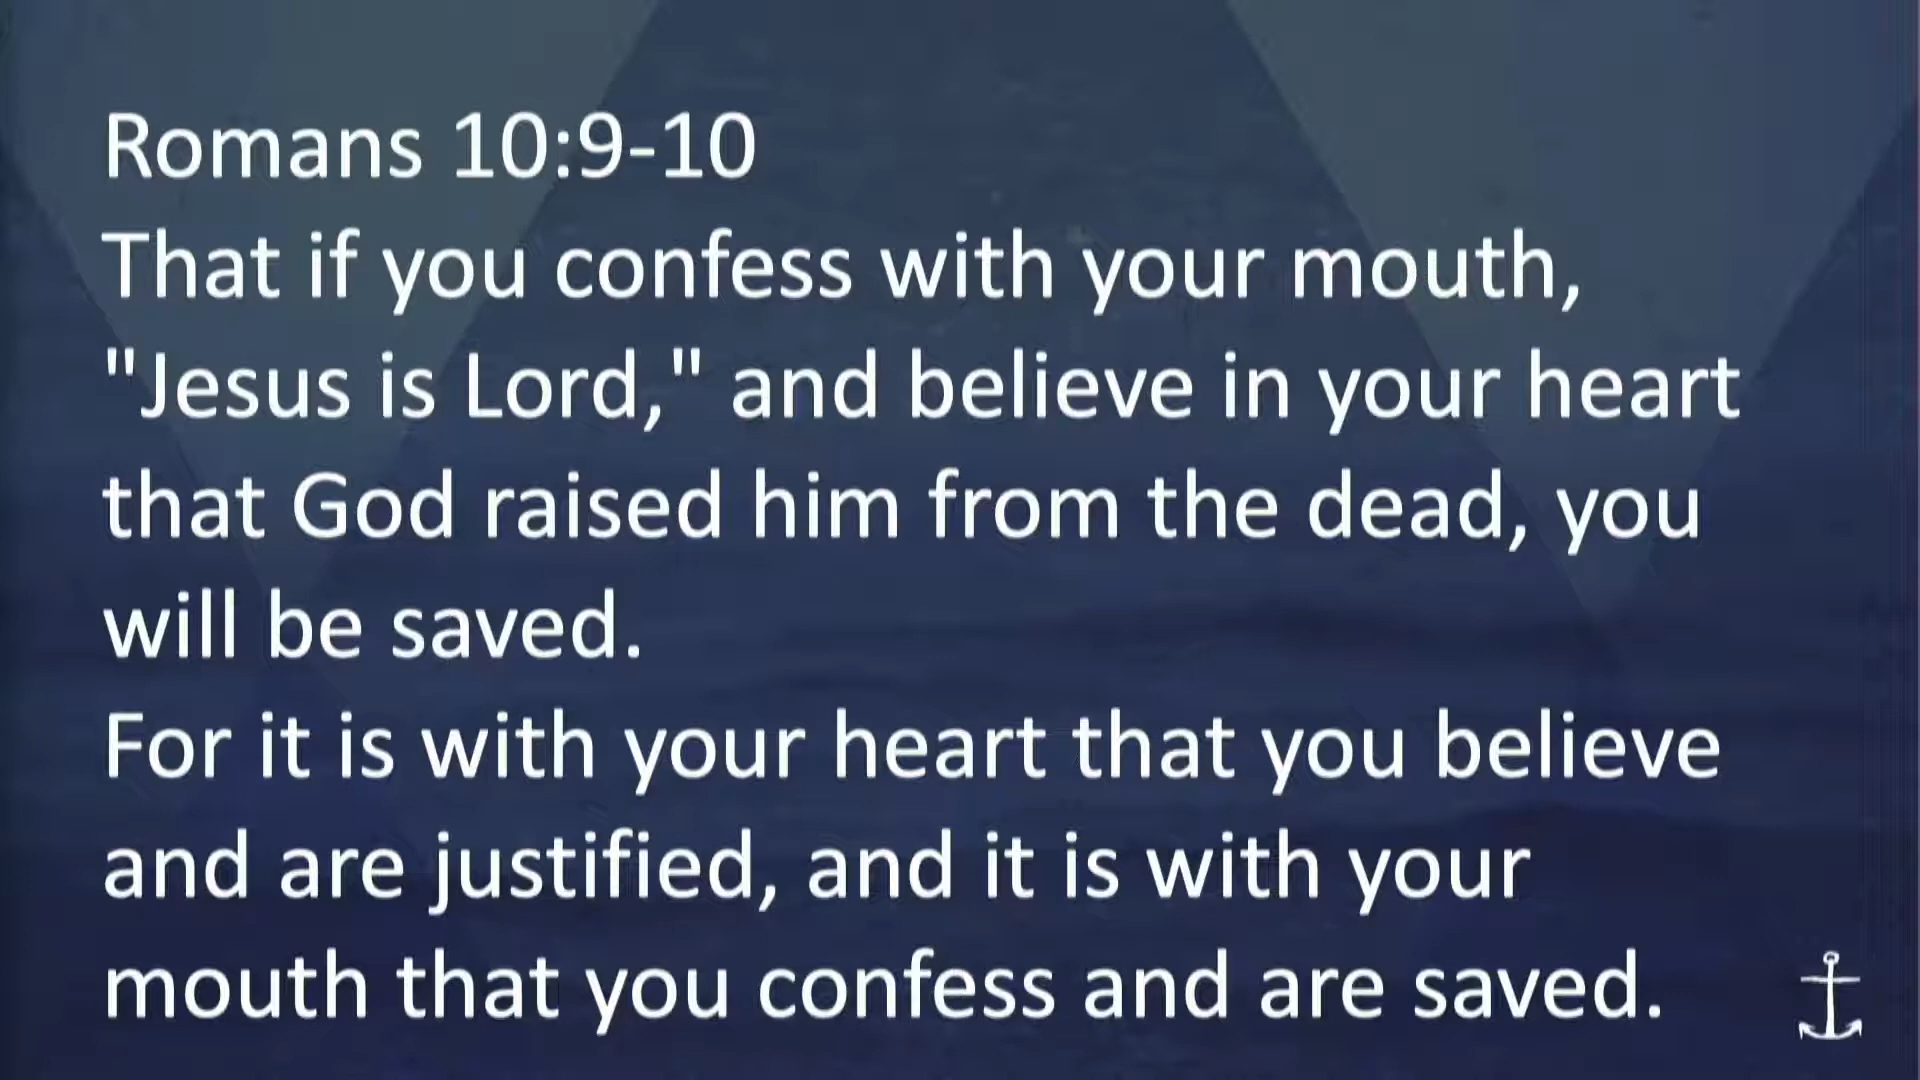 Romans 10:9-10
That if you confess with your mouth,
"Jesus is Lord," and believe in your heart
that God raised him from the dead, you
will be saved.
For it is with your heart that you believe
and are justified, and it is with your
mouth that you confess and are saved.